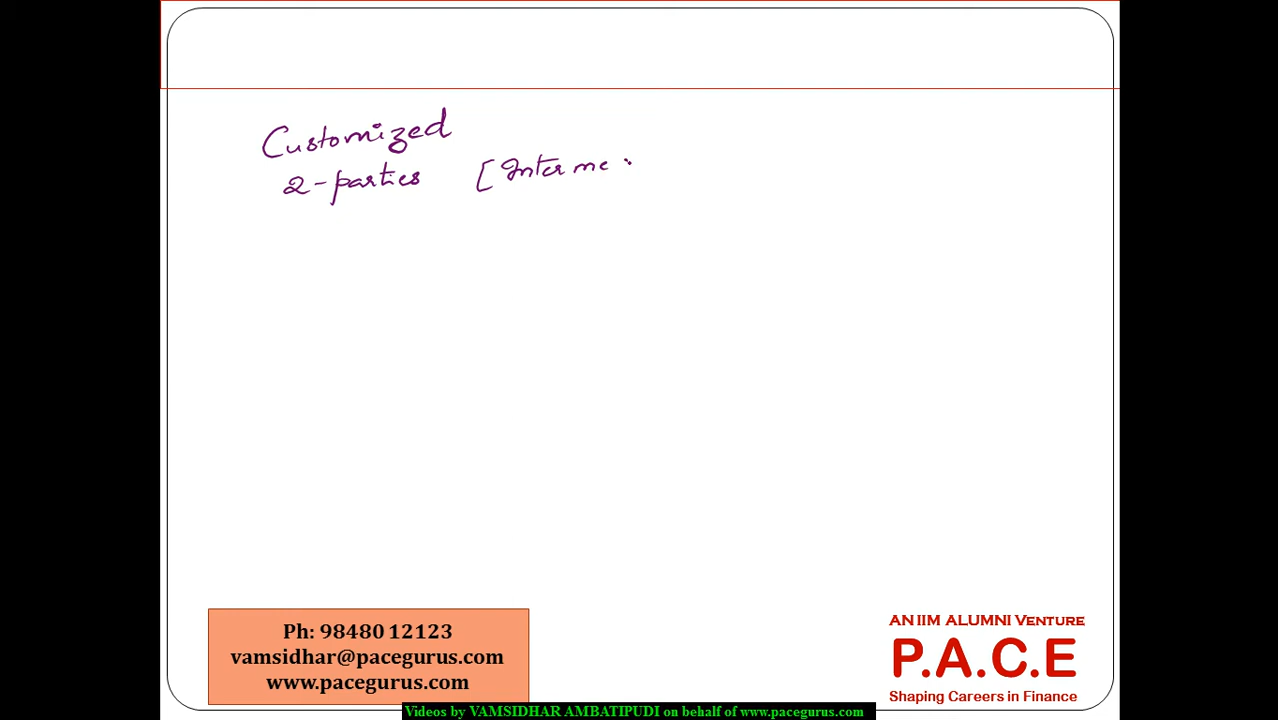 Customized
2-parties [Interme
Ph: 98480 12123
vamsidhar@pacegurus.com
www.pacegurus.com
AN IIM ALUMNI VENTURE
P.A.C.E
Shaping Careers in Finance
Videos by VAMSIDHAR AMBATIPUDI on behalf of www.pacegurus.com